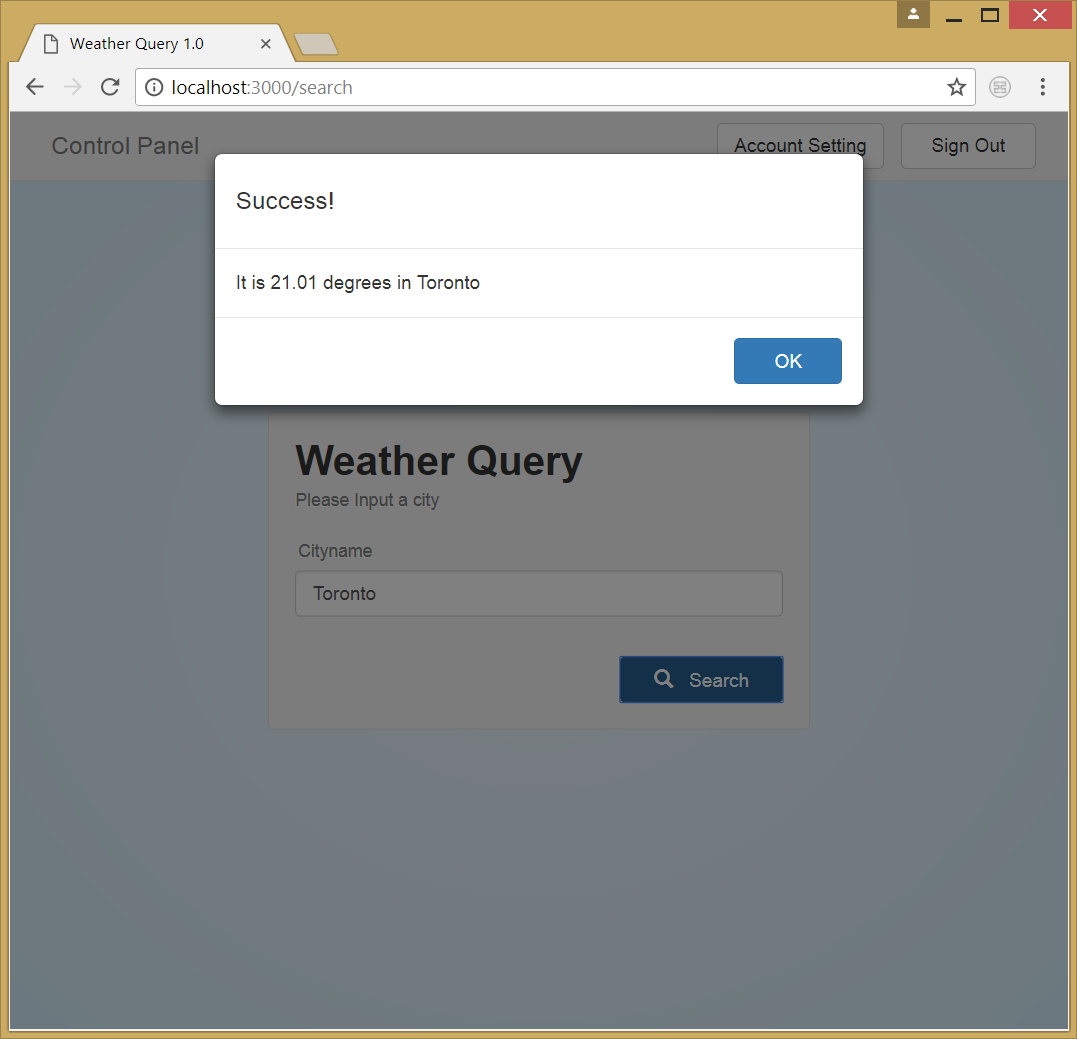 Weather Query 1.0
localhost:3000/search
Control Panel
Account Setting
Sign Out
Success!
It is 21.01 degrees in Toronto
OK
Weather Query
Please Input a city
Cityname
Toronto
Search